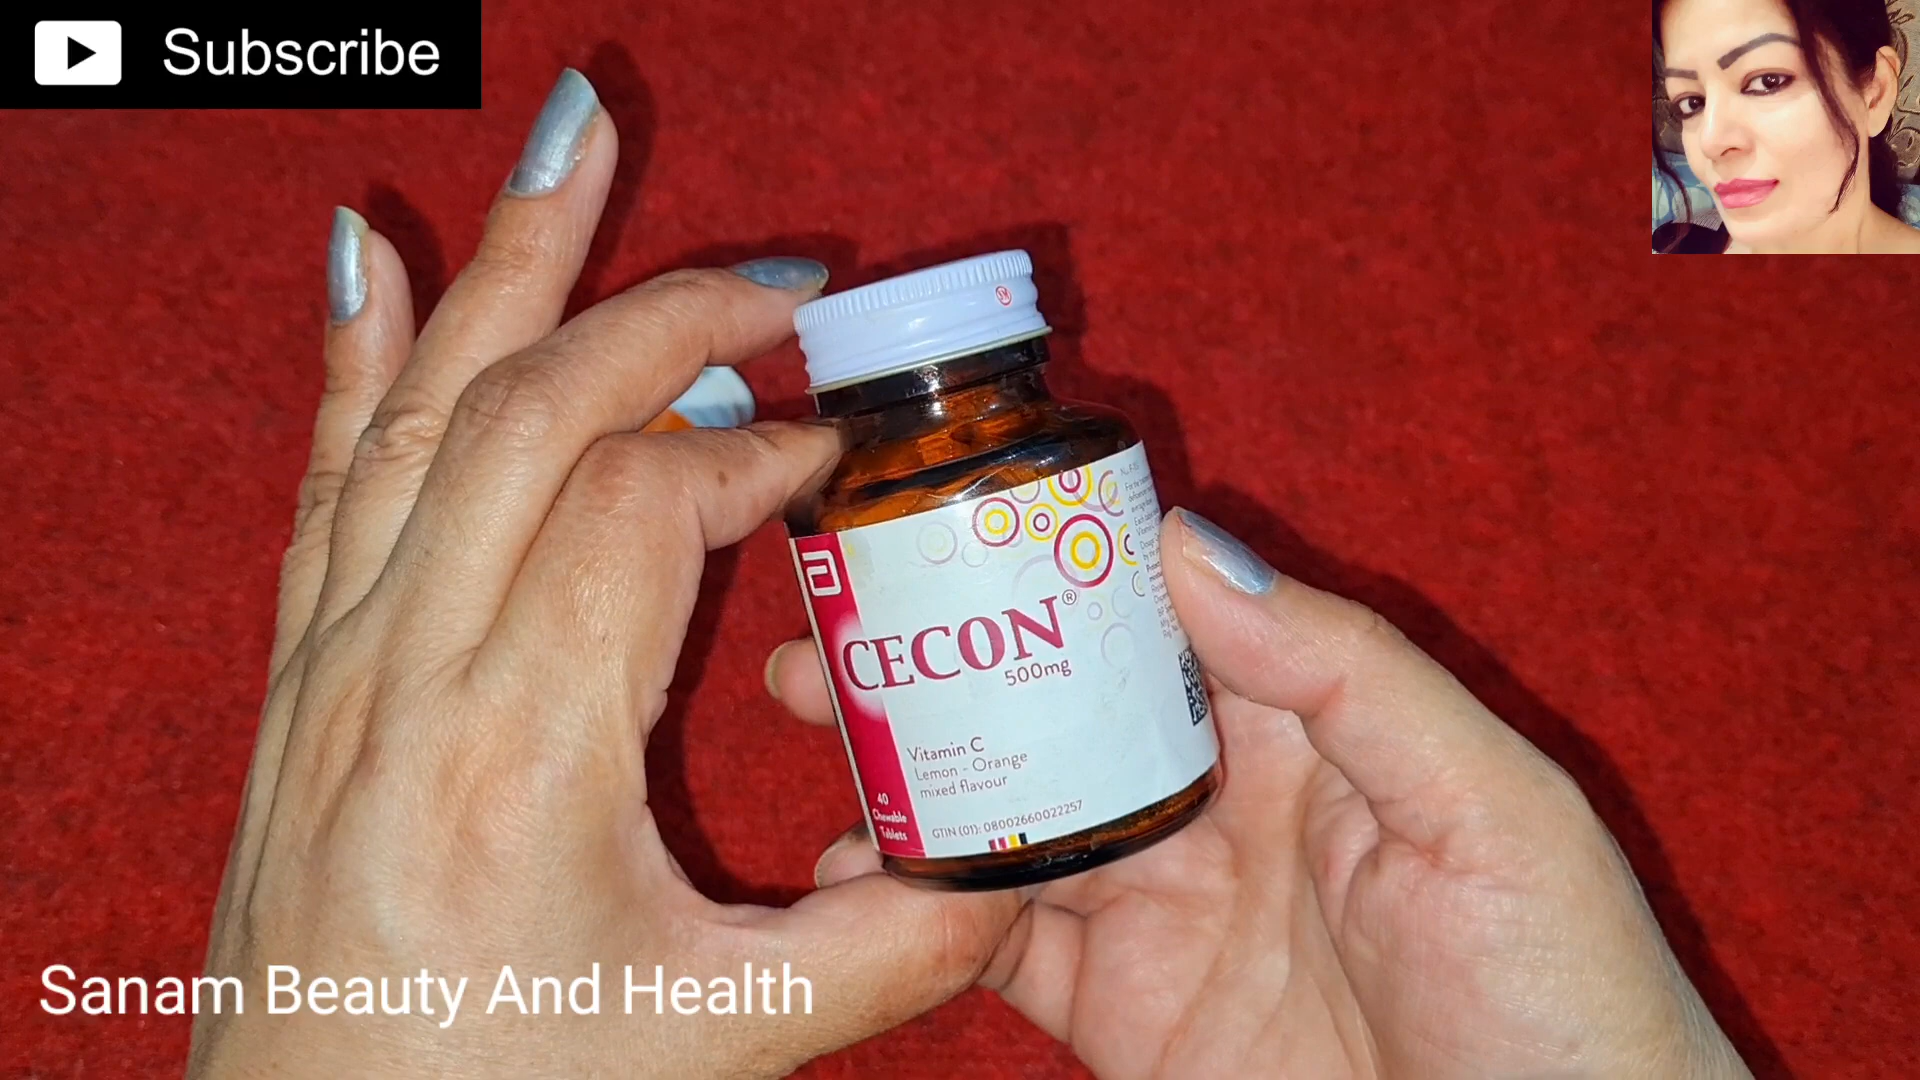 Subscribe
CECON®
500mg
Vitamin C
Lemon - Orange
mixed flavour
40
Chewable
Tablets
GTIN (01): 08002660022257
Sanam Beauty And Health